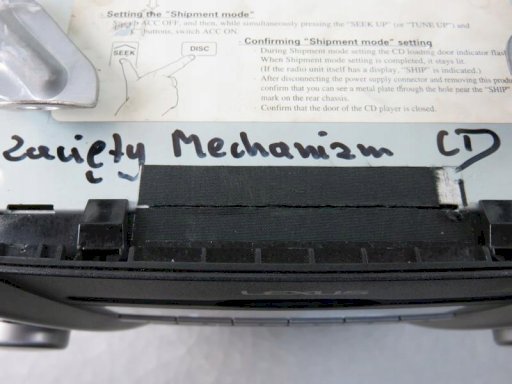 · Setting the "Shipment mode"
ACC OFF, and then, while simultaneously pressing the "SEEK UP" (or "TUNE UP") and
buttons, switch ACC ON.
SEEK
DISC
· Confirming "Shipment mode" setting
· During Shipment mode setting the CD loading door indicator flas
When Shipment mode setting is completed, it stays lit.
(If the radio unit itself has a display, "SHIP" is indicated.)
· After disconnecting the power supply connector and removing this produ
confirm that you can see a metal plate through the hole near the "SHIP"
mark on the rear chassis.
· Confirm that the door of the CD player is closed.
Zacięty Mechanizm CD
LEXUS